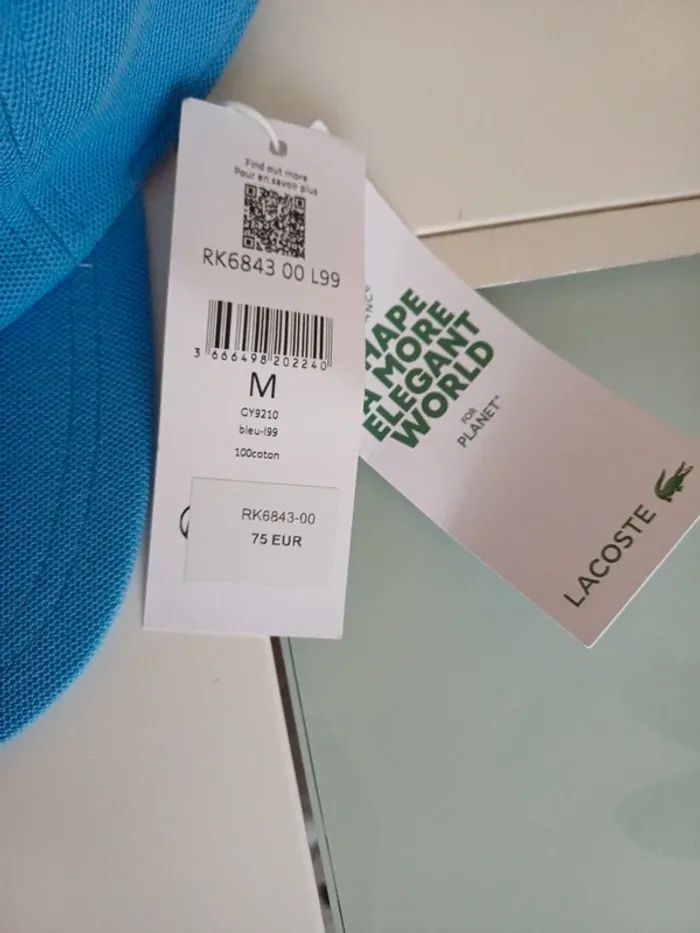 Find out more
Pour en savoir plus
RK6843 00 L99
3 666498 202240
M
GY9210
bleu-l99
100coton
RK6843-00
75 EUR
A MORE
ELEGANT
WORLD
FOR
PLANET*
LACOSTE